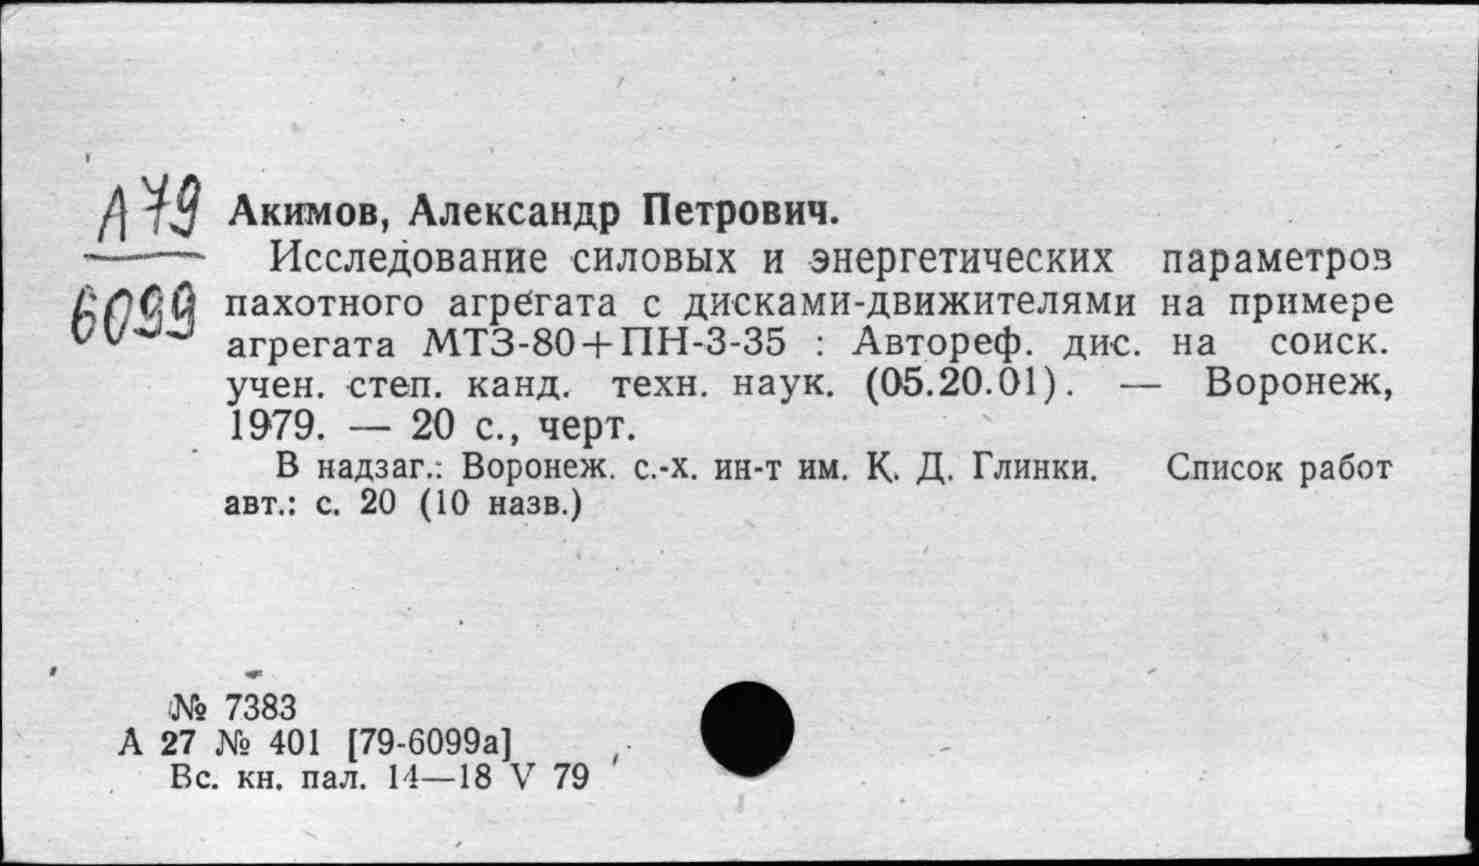 А79
6099
Акимов, Александр Петрович.
Исследование силовых и энергетических параметров
пахотного агрегата с дисками-движителями на примере
агрегата МТЗ-80+ПН-3-35 : Автореф. дис. на соиск.
учен. степ. канд. техн. наук. (05.20.01). — Воронеж,
1979. — 20 с., черт.
В надзаг.: Воронеж. с.-х. ин-т им. К. Д. Глинки. Список работ
авт.: с. 20 (10 назв.)
№ 7383
А 27 № 401 [79-6099а]
Вс. кн. пал. 14—18 V 79